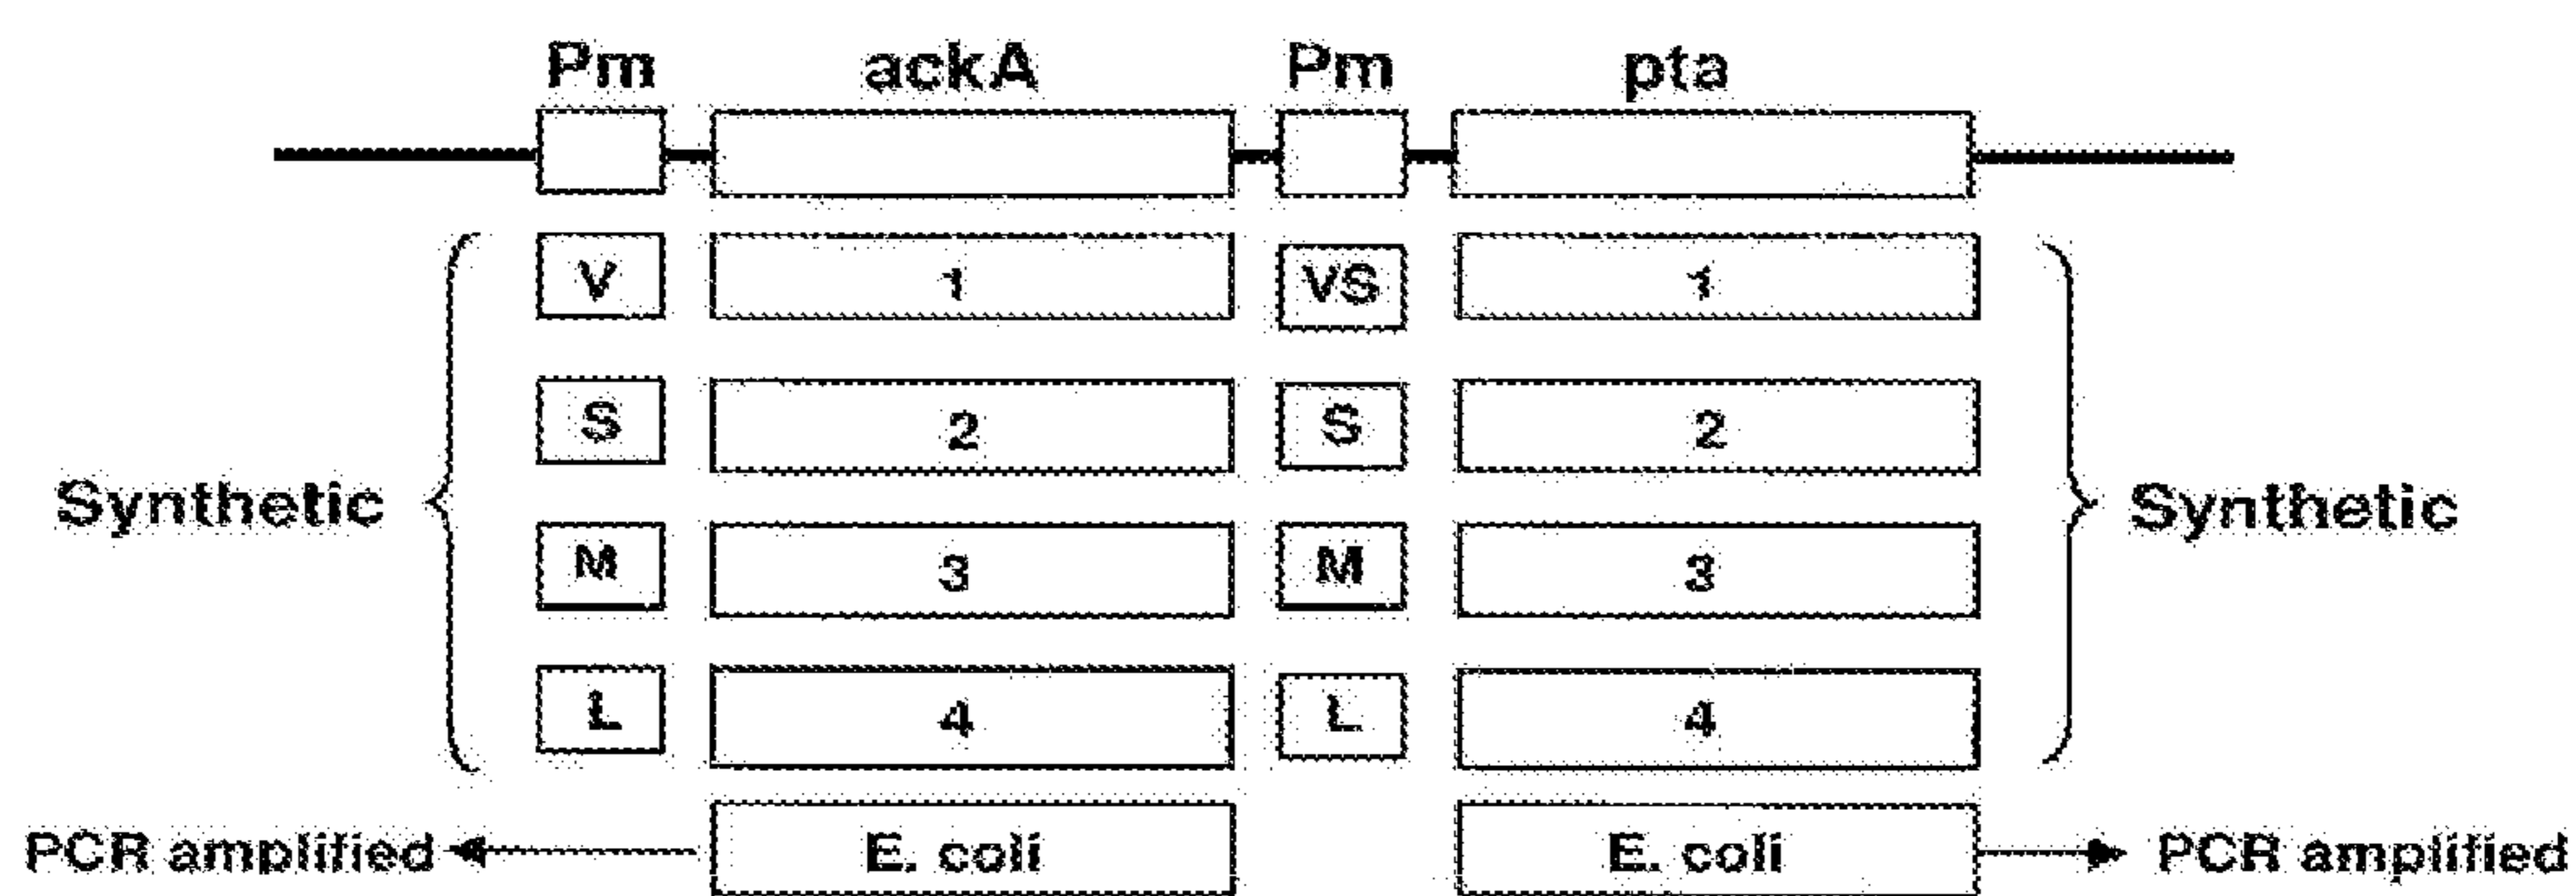 Pm ackA Pm pta
V 1 VS 1
S 2 S 2
Synthetic M 3 M 3 Synthetic
L 4 L 4
PCR amplified E. coli E. coli PCR amplified